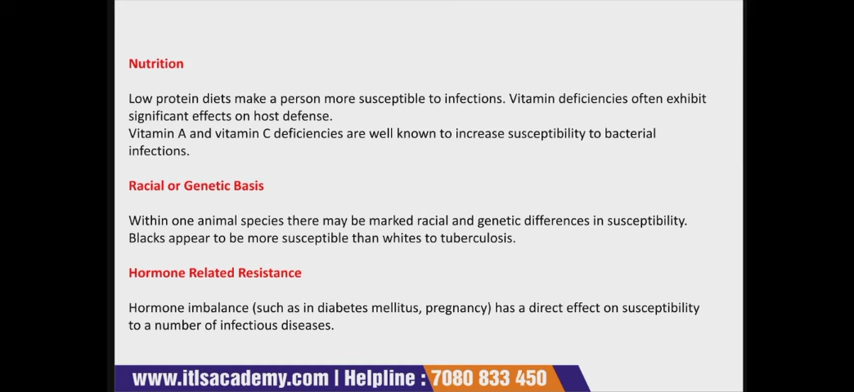 Nutrition
Low protein diets make a person more susceptible to infections. Vitamin deficiencies often exhibit
significant effects on host defense.
Vitamin A and vitamin C deficiencies are well known to increase susceptibility to bacterial
infections.
Racial or Genetic Basis
Within one animal species there may be marked racial and genetic differences in susceptibility.
Blacks appear to be more susceptible than whites to tuberculosis.
Hormone Related Resistance
Hormone imbalance (such as in diabetes mellitus, pregnancy) has a direct effect on susceptibility
to a number of infectious diseases.
www.itlsacademy.com | Helpline : 7080 833 450